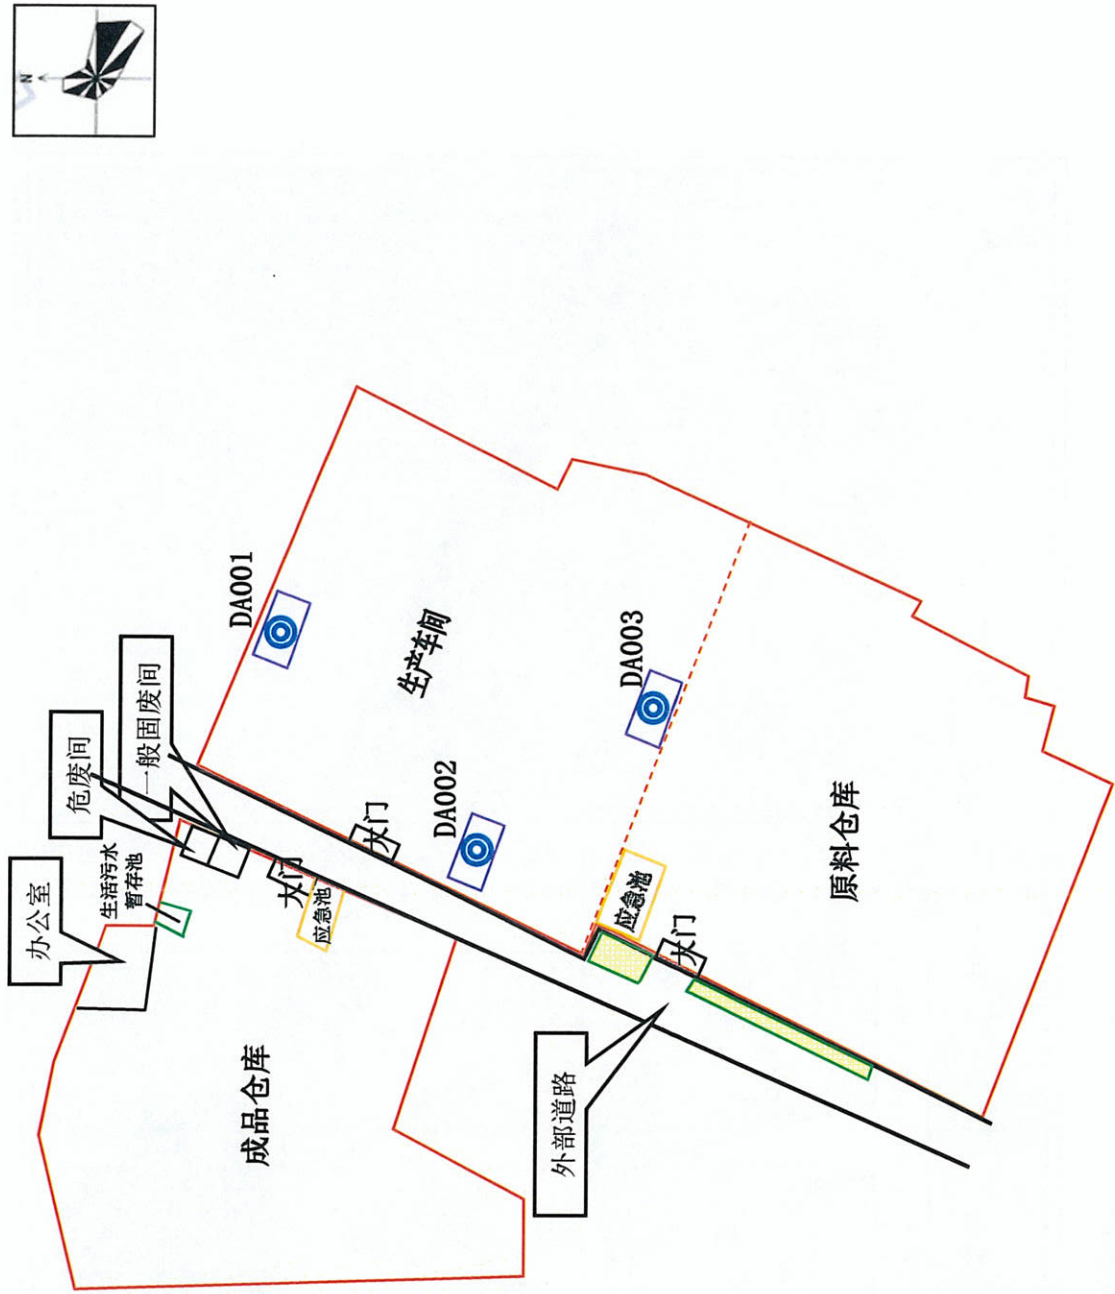 N
办公室
危废间
一般固废间
生活污水
暂存池
大门
应急池
成品仓库
DA001
生产车间
大门
DA002
DA003
应急池
大门
原料仓库
外部道路